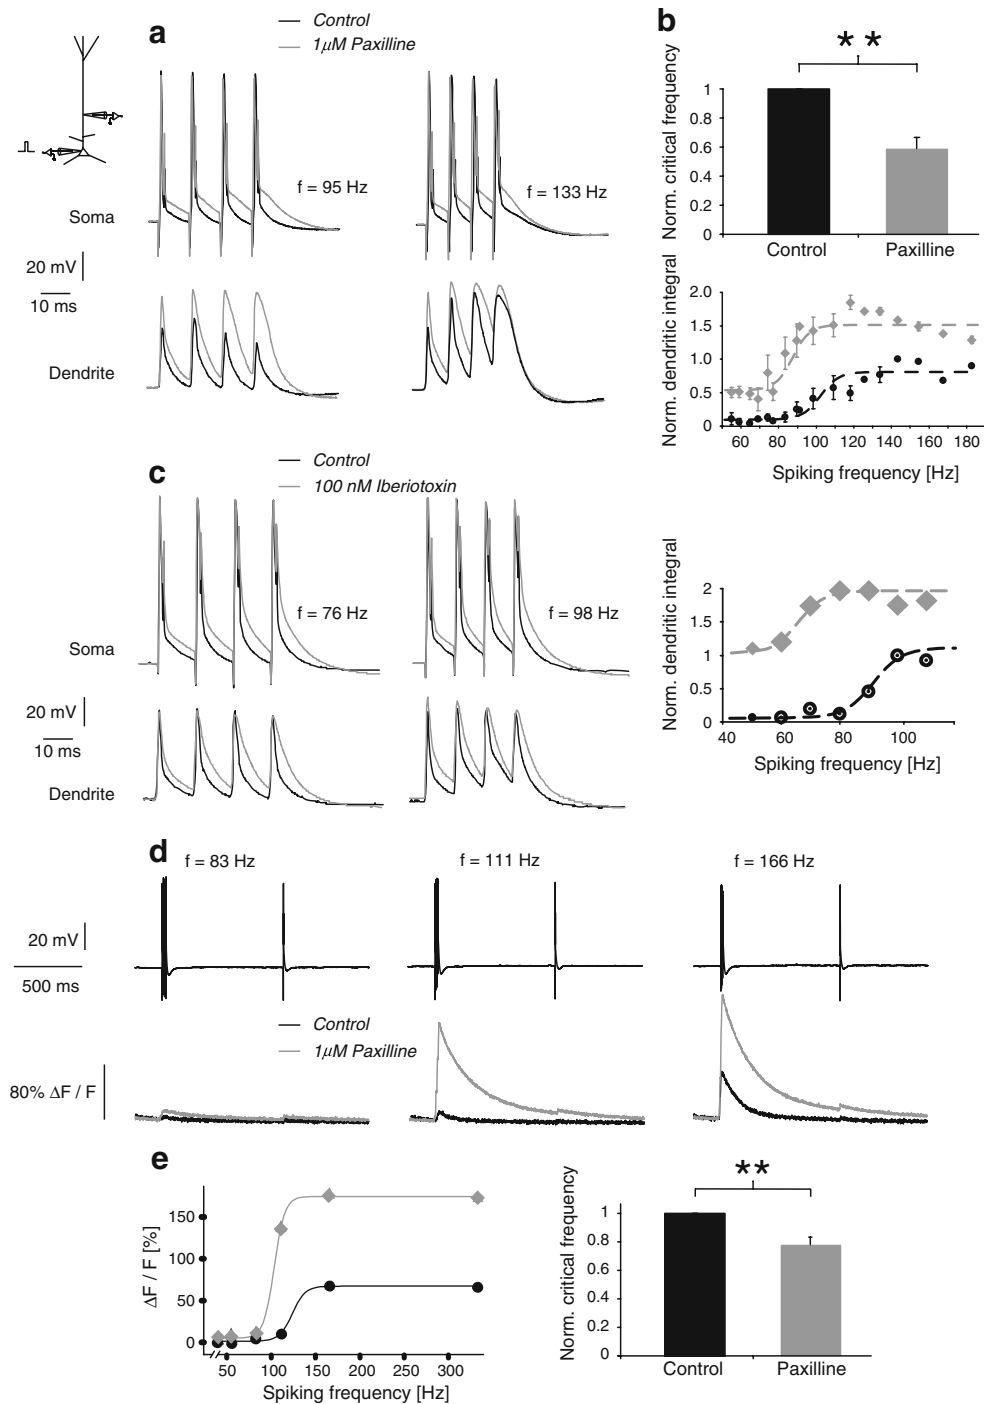 a
Control
1μM Paxilline
f = 95 Hz
f = 133 Hz
Soma
20 mV
10 ms
Dendrite
b
**
Norm. critical frequency
1
0.8
0.6
0.4
0.2
0
Control
Paxilline
Norm. dendritic integral
2.0
1.5
1.0
0.5
0
60 80 100 120 140 160 180
Spiking frequency [Hz]
c
Control
100 nM Iberiotoxin
f = 76 Hz
f = 98 Hz
Soma
20 mV
10 ms
Dendrite
Norm. dendritic integral
2
1.5
1
0.5
0
40 60 80 100
Spiking frequency [Hz]
d
f = 83 Hz
f = 111 Hz
f = 166 Hz
20 mV
500 ms
Control
1μM Paxilline
80% ΔF / F
e
ΔF / F [%]
150
100
50
0
50 100 150 200 250 300
Spiking frequency [Hz]
**
Norm. critical frequency
1
0.8
0.6
0.4
0.2
0
Control
Paxilline